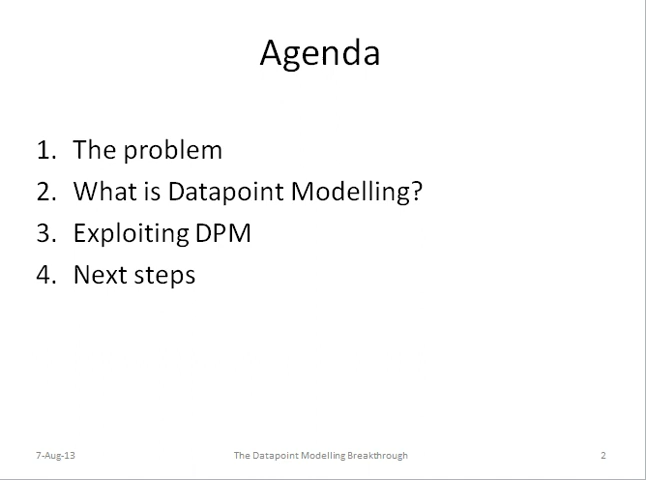 Agenda
1. The problem
2. What is Datapoint Modelling?
3. Exploiting DPM
4. Next steps
7-Aug-13 The Datapoint Modelling Breakthrough 2